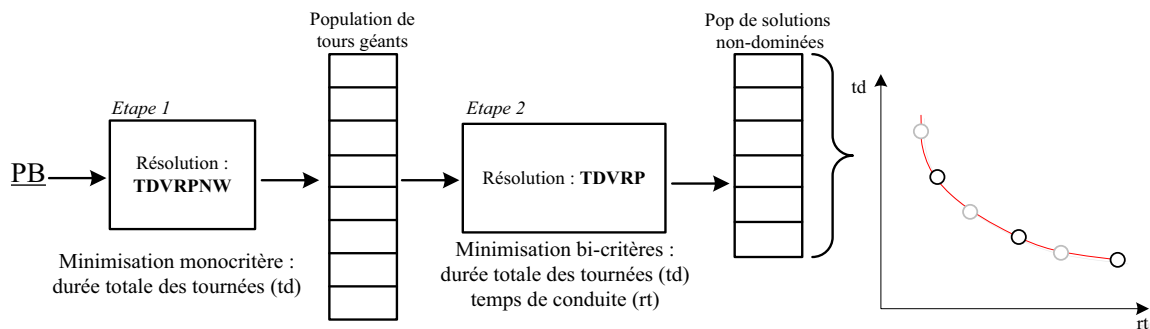 PB
Etape 1
Résolution :
TDVRPNW
Minimisation monocritère :
durée totale des tournées (td)
Population de
tours géants
Etape 2
Résolution : TDVRP
Minimisation bi-critères :
durée totale des tournées (td)
temps de conduite (rt)
Pop de solutions
non-dominées
td
rt